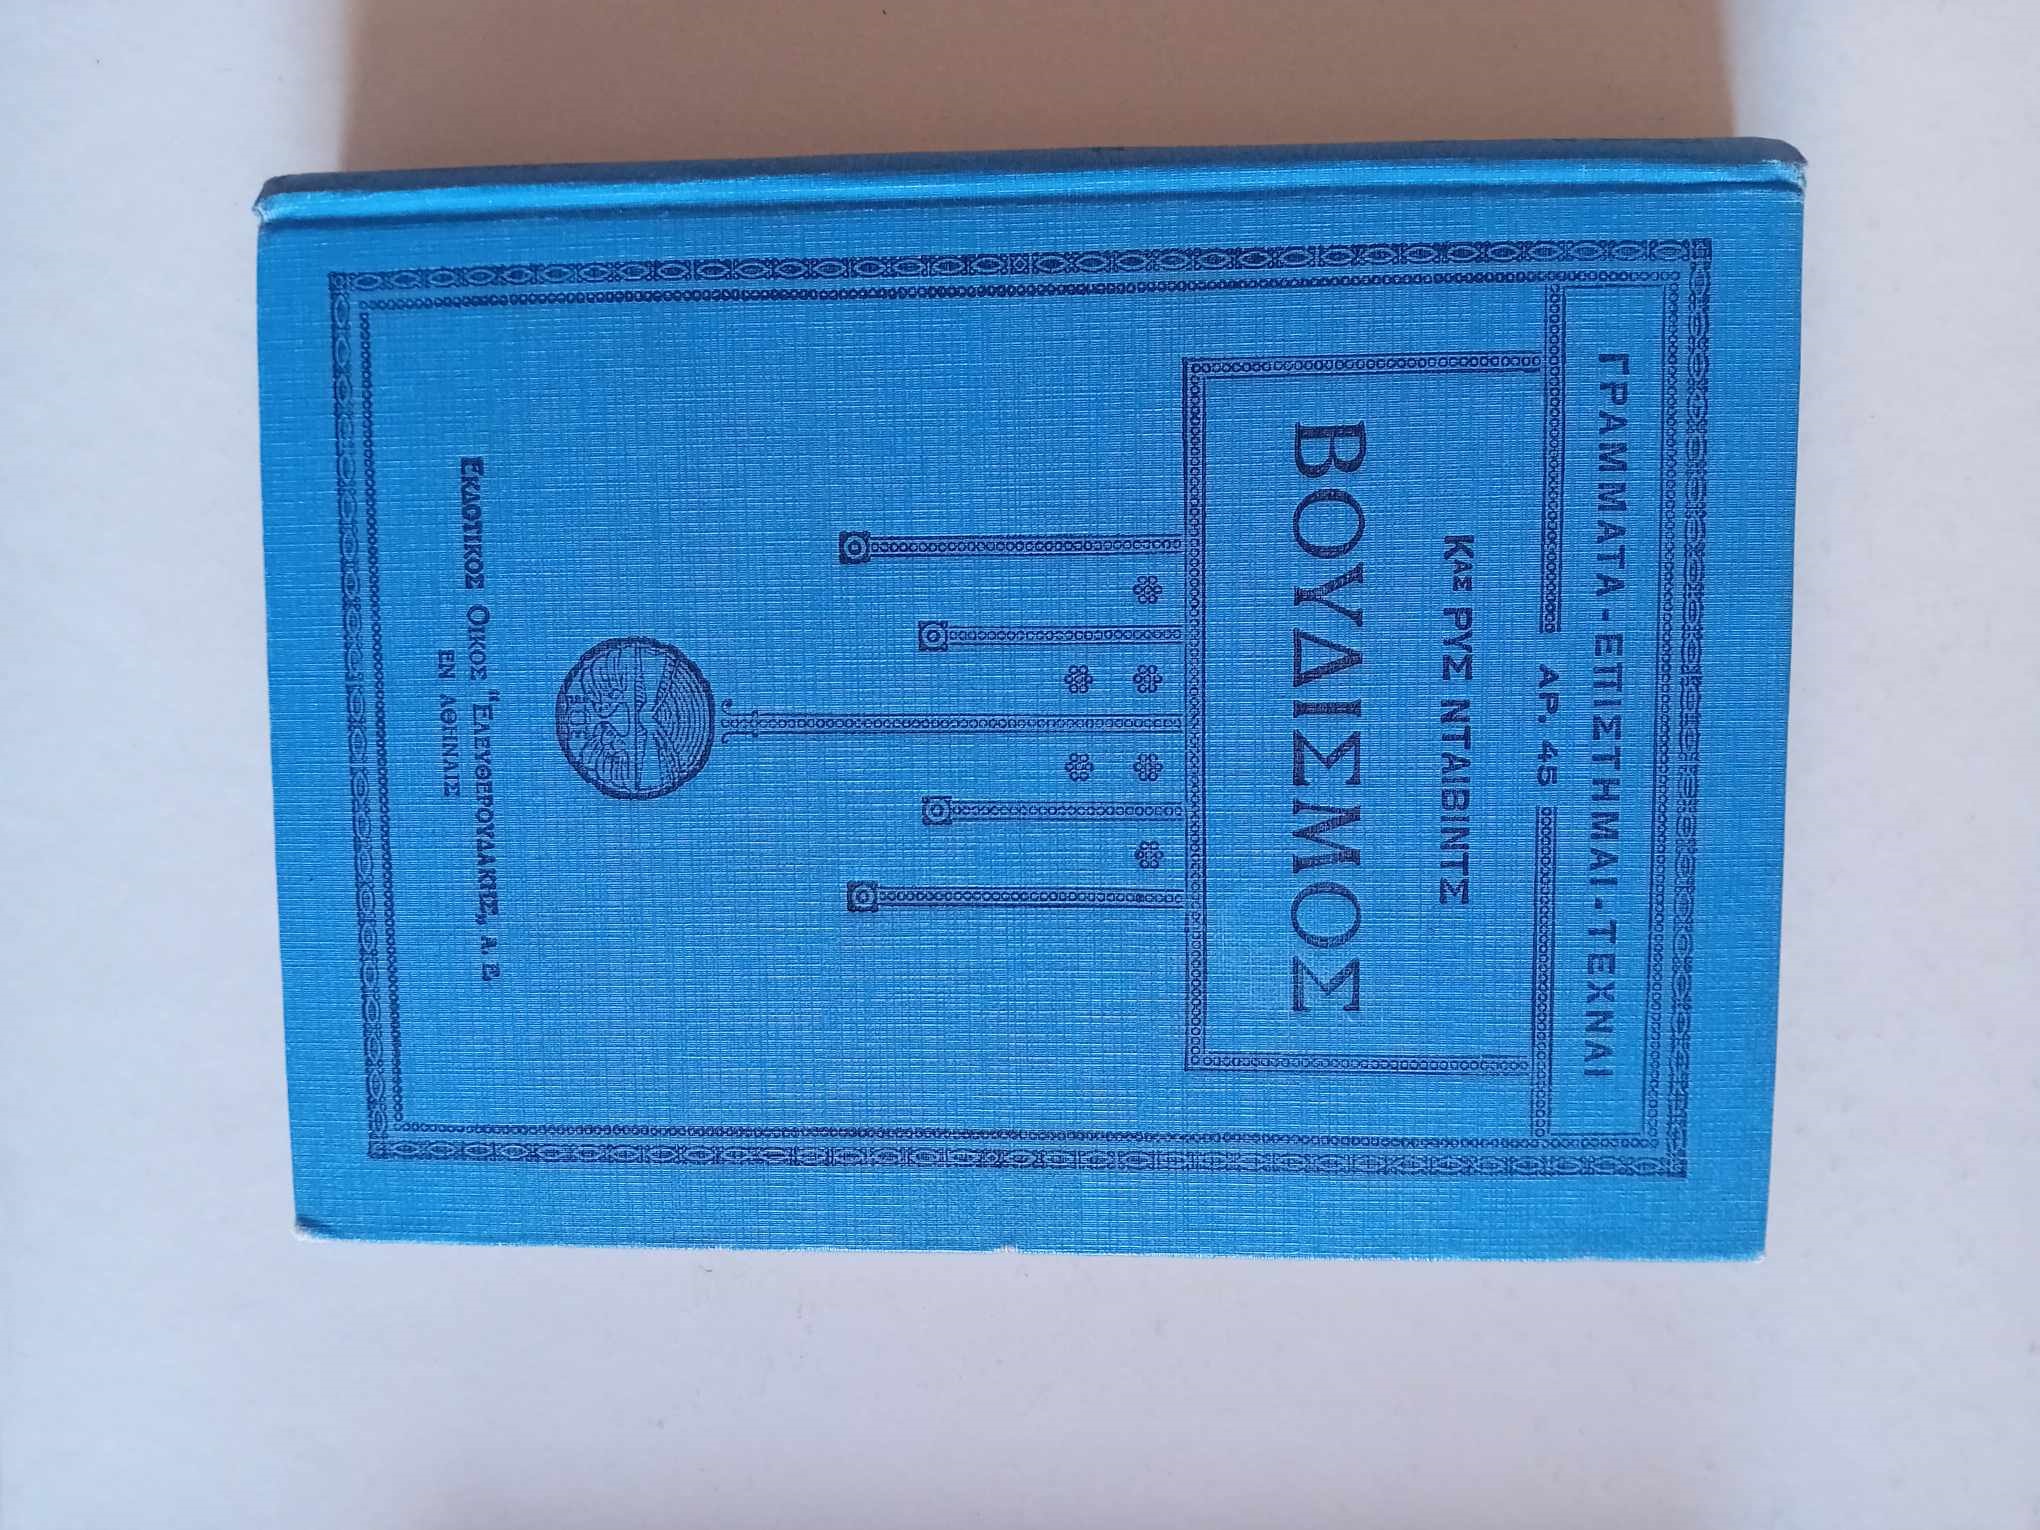 ΓΡΑΜΜΑΤΑ - ΕΠΙΣΤΗΜΑΙ - ΤΕΧΝΑΙ
ΑΡ. 45
ΚΑΣ ΡΥΣ ΝΤΑΙΒΙΝΤΣ
ΒΟΥΔΙΣΜΟΣ
ΕΚΔΟΤΙΚΟΣ ΟΙΚΟΣ “ΕΛΕΥΘΕΡΟΥΔΑΚΗΣ„ Α.Ε
ΕΝ ΑΘΗΝΑΙΣ